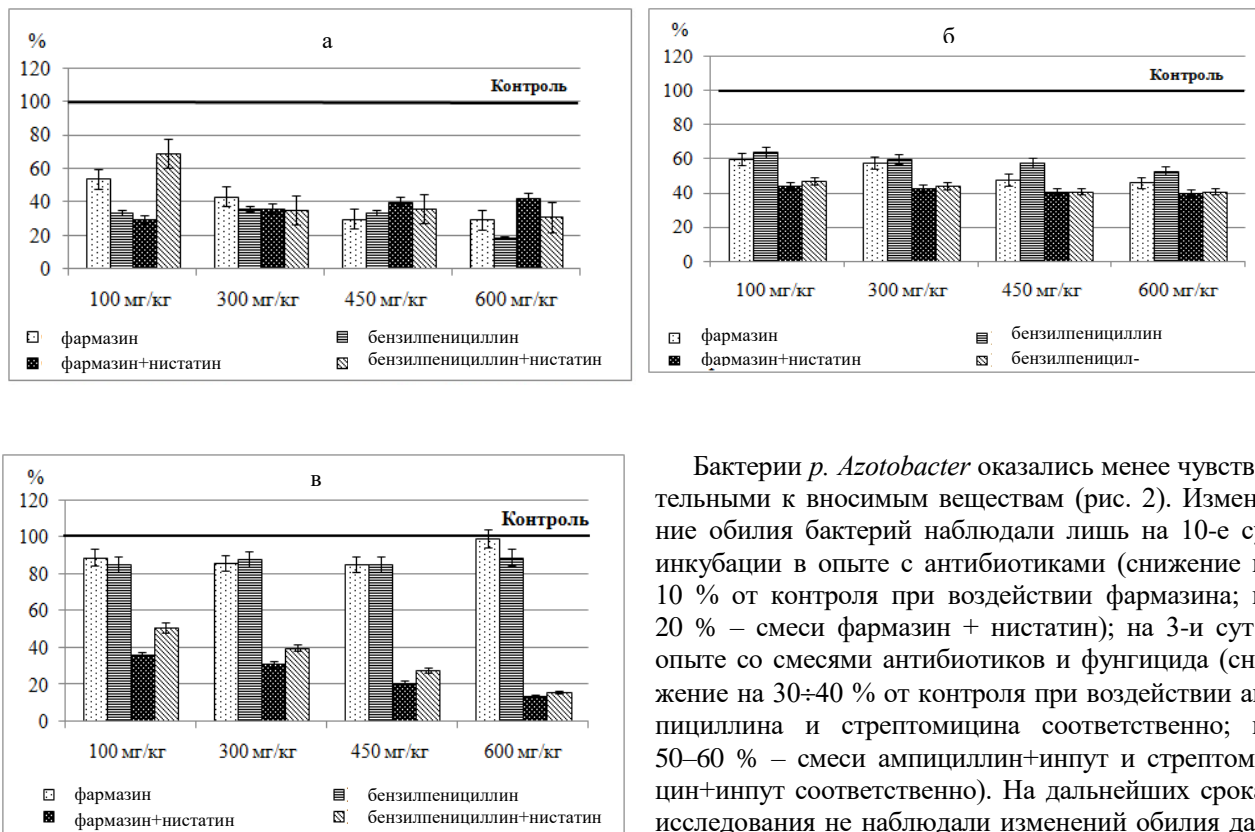 %
а
120
Контроль
100
80
60
40
20
0
100 мг/кг 300 мг/кг 450 мг/кг 600 мг/кг
фармазин бензилпенициллин
фармазин+нистатин бензилпенициллин+нистатин
%
б
120
Контроль
100
80
60
40
20
0
100 мг/кг 300 мг/кг 450 мг/кг 600 мг/кг
фармазин бензилпенициллин
фармазин+нистатин бензилпеницил-
%
в
120
Контроль
100
80
60
40
20
0
100 мг/кг 300 мг/кг 450 мг/кг 600 мг/кг
фармазин бензилпенициллин
фармазин+нистатин бензилпенициллин+нистатин
Бактерии р. Azotobacter оказались менее чувств
тельными к вносимым веществам (рис. 2). Измен
ние обилия бактерий наблюдали лишь на 10-е су
инкубации в опыте с антибиотиками (снижение
10 % от контроля при воздействии фармазина;
20 % – смеси фармазин + нистатин); на 3-и сут
опыте со смесями антибиотиков и фунгицида (сн
жение на 30÷40 % от контроля при воздействии ам
пициллина и стрептомицина соответственно;
50–60 % – смеси ампициллин+инпут и стрептом
цин+инпут соответственно). На дальнейших срока
исследования не наблюдали изменений обилия да